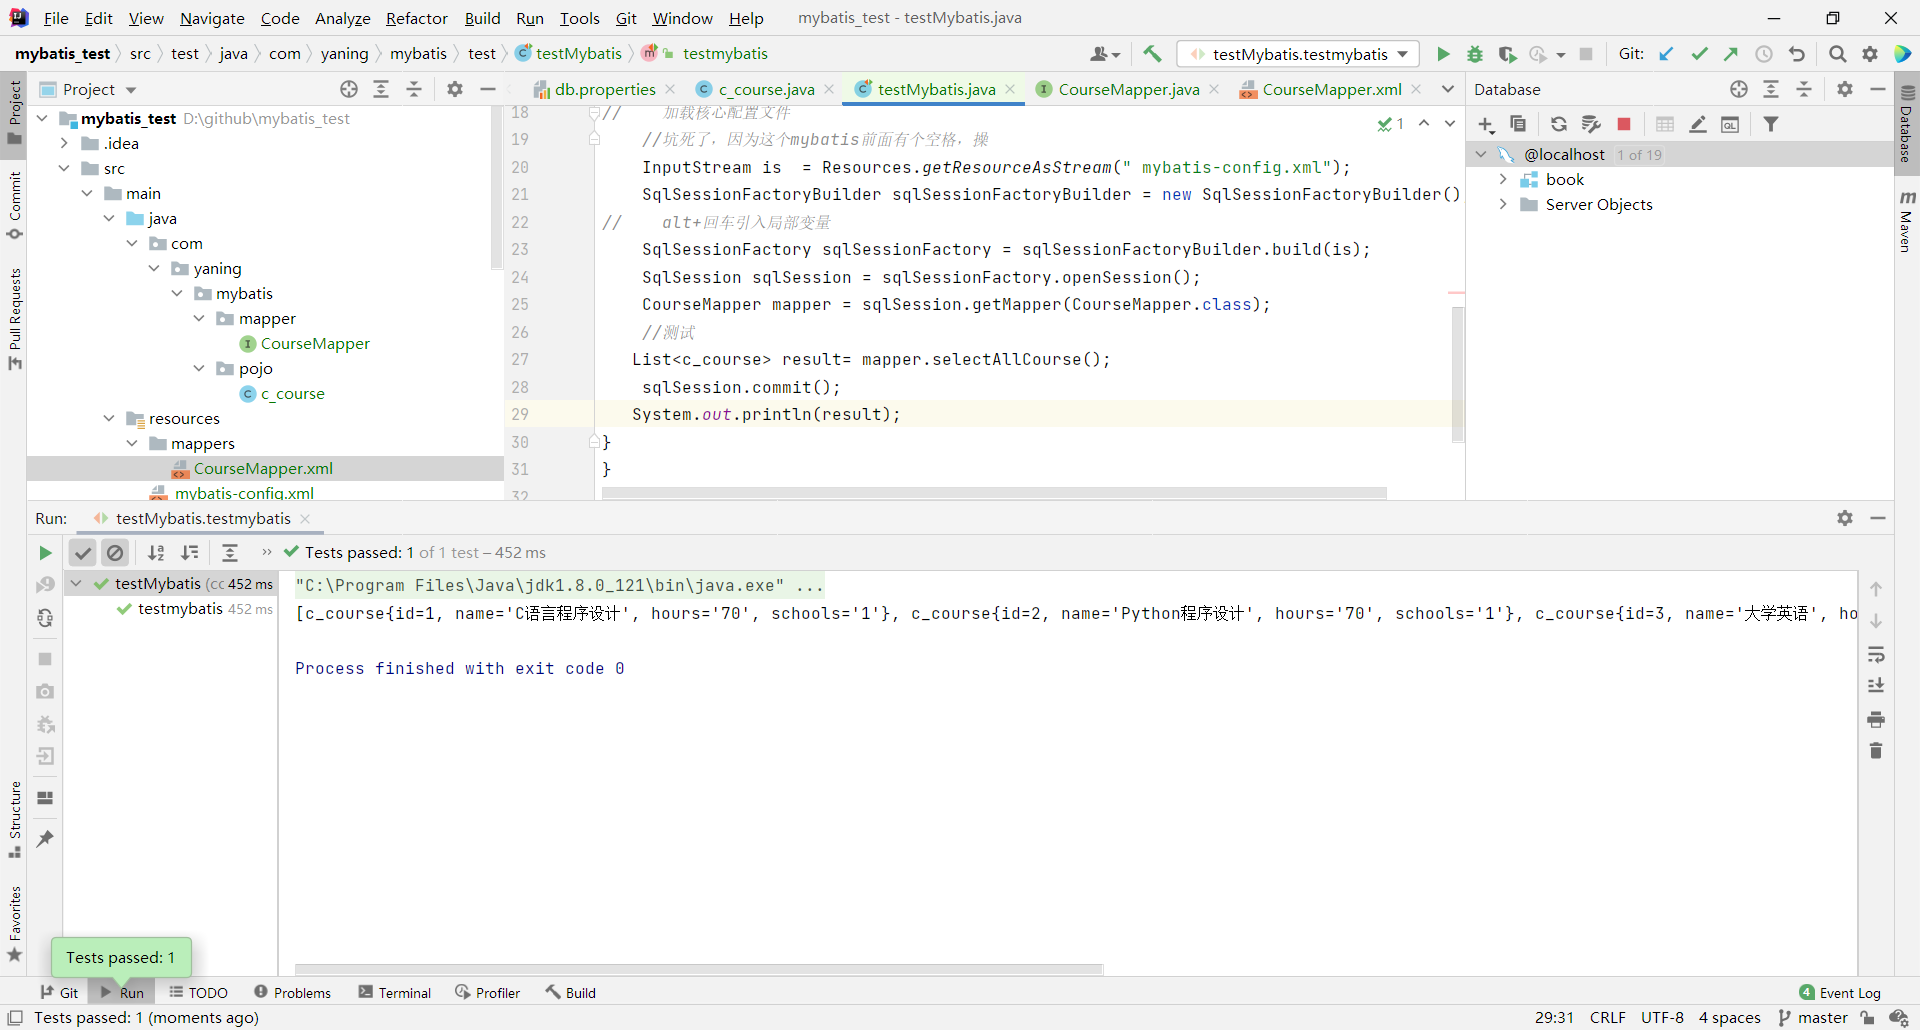 File Edit View Navigate Code Analyze Refactor Build Run Tools Git Window Help mybatis_test - testMybatis.java
mybatis_test src test java com yaning mybatis test testMybatis testmybatis testMybatis.testmybatis Git:
Project
Commit
Pull Requests
Structure
Favorites
Project
mybatis_test D:\github\mybatis_test
.idea
src
main
java
com
yaning
mybatis
mapper
CourseMapper
pojo
c_course
resources
mappers
CourseMapper.xml
mybatis-config.xml
db.properties c_course.java testMybatis.java CourseMapper.java CourseMapper.xml
1
18 // 加载核心配置文件
19 //坑死了，因为这个mybatis前面有个空格，操
20 InputStream is  = Resources.getResourceAsStream(" mybatis-config.xml");
21 SqlSessionFactoryBuilder sqlSessionFactoryBuilder = new SqlSessionFactoryBuilder()
22 // alt+回车引入局部变量
23 SqlSessionFactory sqlSessionFactory = sqlSessionFactoryBuilder.build(is);
24 SqlSession sqlSession = sqlSessionFactory.openSession();
25 CourseMapper mapper = sqlSession.getMapper(CourseMapper.class);
26 //测试
27 List<c_course> result= mapper.selectAllCourse();
28 sqlSession.commit();
29 System.out.println(result);
30 }
31 }
32
Database
@localhost 1 of 19
book
Server Objects
Database
Maven
Run: testMybatis.testmybatis
Tests passed: 1 of 1 test – 452 ms
testMybatis (cc 452 ms
testmybatis 452 ms
"C:\Program Files\Java\jdk1.8.0_121\bin\java.exe" ...
[c_course{id=1, name='C语言程序设计', hours='70', schools='1'}, c_course{id=2, name='Python程序设计', hours='70', schools='1'}, c_course{id=3, name='大学英语', ho
Process finished with exit code 0
Tests passed: 1
Git Run TODO Problems Terminal Profiler Build 4 Event Log
Tests passed: 1 (moments ago) 29:31 CRLF UTF-8 4 spaces master